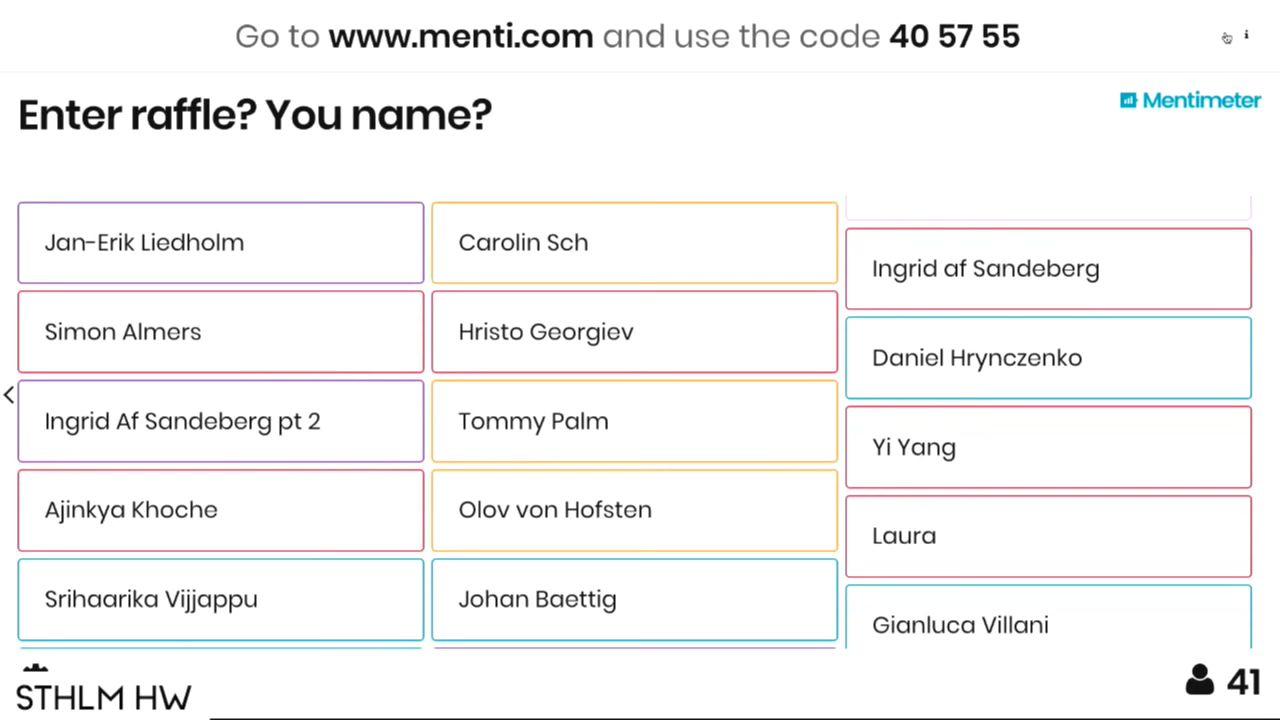 Go to www.menti.com and use the code 40 57 55
Enter raffle? You name?
Mentimeter
Jan-Erik Liedholm
Simon Almers
Ingrid Af Sandeberg pt 2
Ajinkya Khoche
Srihaarika Vijjappu
Carolin Sch
Hristo Georgiev
Tommy Palm
Olov von Hofsten
Johan Baettig
Ingrid af Sandeberg
Daniel Hrynczenko
Yi Yang
Laura
Gianluca Villani
STHLM HW
41